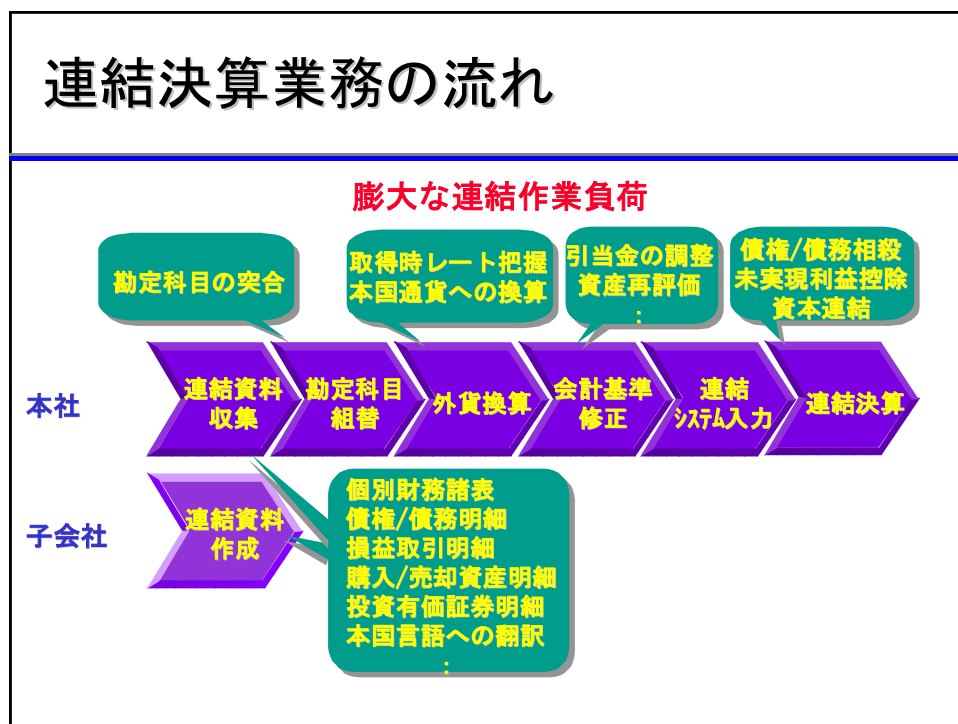 連結決算業務の流れ
膨大な連結作業負荷
勘定科目の突合
取得時レート把握
本国通貨への換算
引当金の調整
資産再評価
:
債権/債務相殺
未実現利益控除
資本連結
本社
連結資料
収集
勘定科目
組替
外貨換算
会計基準
修正
連結
ｼｽﾃﾑ入力
連結決算
子会社
連結資料
作成
個別財務諸表
債権/債務明細
損益取引明細
購入/売却資産明細
投資有価証券明細
本国言語への翻訳
: